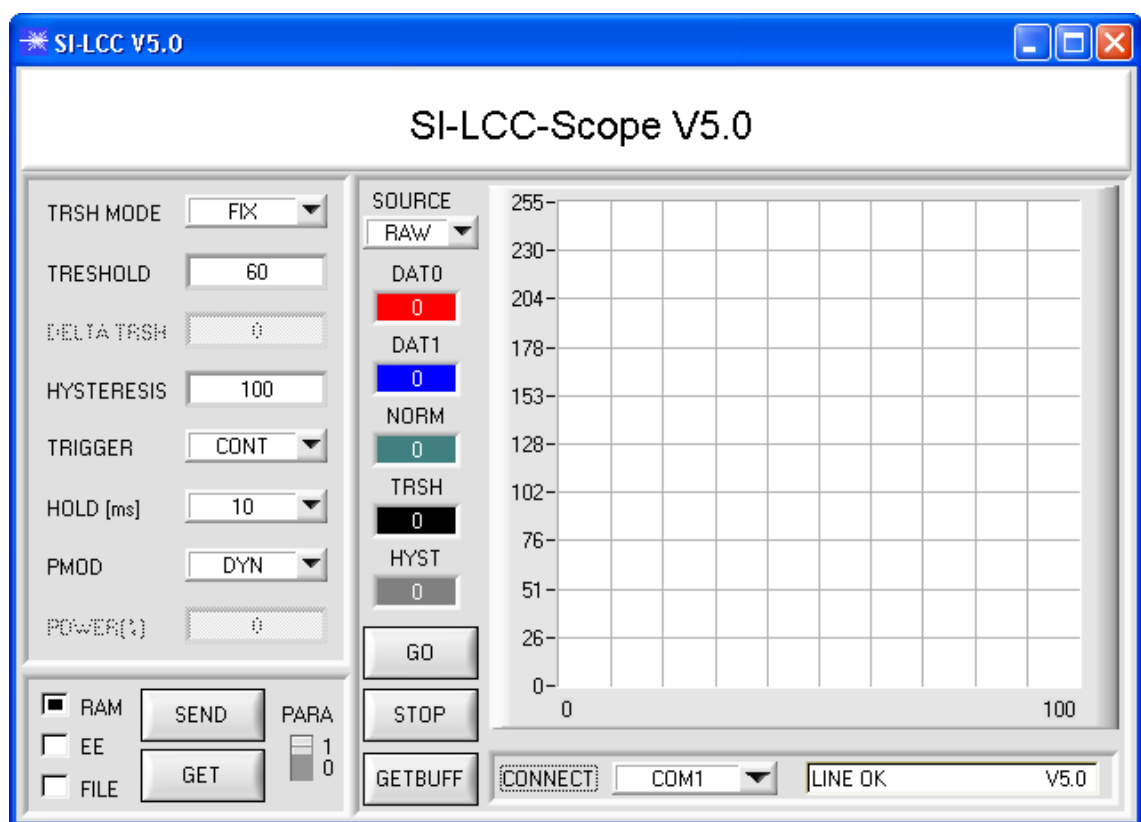 SI-LCC V5.0
SI-LCC-Scope V5.0
TRSH MODE FIX
TRESHOLD 60
DELTA TRSH 0
HYSTERESIS 100
TRIGGER CONT
HOLD [ms] 10
PMOD DYN
POWER(%) 0
RAM
EE
FILE
SEND
GET
PARA
1
0
SOURCE
RAW
DAT0
0
DAT1
0
NORM
0
TRSH
0
HYST
0
GO
STOP
GETBUFF
255
230
204
178
153
128
102
76
51
26
0
0 100
CONNECT COM1 LINE OK V5.0